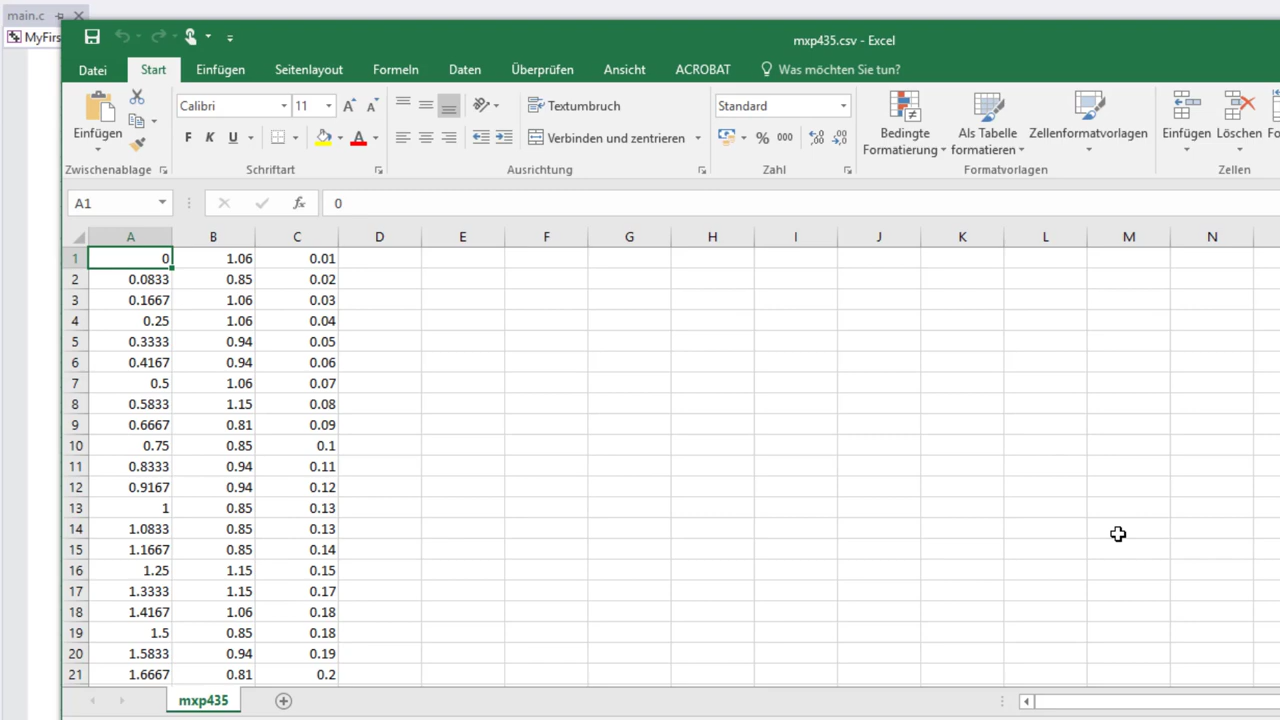 main.c
MyFirs
mxp435.csv - Excel
Datei Start Einfügen Seitenlayout Formeln Daten Überprüfen Ansicht ACROBAT Was möchten Sie tun?
Calibri 11 Textumbruch Standard
Einfügen F K U Verbinden und zentrieren % 000 Bedingte Formatierung Als Tabelle formatieren Zellenformatvorlagen Einfügen Löschen
Zwischenablage Schriftart Ausrichtung Zahl Formatvorlagen Zellen
A1 fx 0
A B C D E F G H I J K L M N
1 0 1.06 0.01
2 0.0833 0.85 0.02
3 0.1667 1.06 0.03
4 0.25 1.06 0.04
5 0.3333 0.94 0.05
6 0.4167 0.94 0.06
7 0.5 1.06 0.07
8 0.5833 1.15 0.08
9 0.6667 0.81 0.09
10 0.75 0.85 0.1
11 0.8333 0.94 0.11
12 0.9167 0.94 0.12
13 1 0.85 0.13
14 1.0833 0.85 0.13
15 1.1667 0.85 0.14
16 1.25 1.15 0.15
17 1.3333 1.15 0.17
18 1.4167 1.06 0.18
19 1.5 0.85 0.18
20 1.5833 0.94 0.19
21 1.6667 0.81 0.2
mxp435